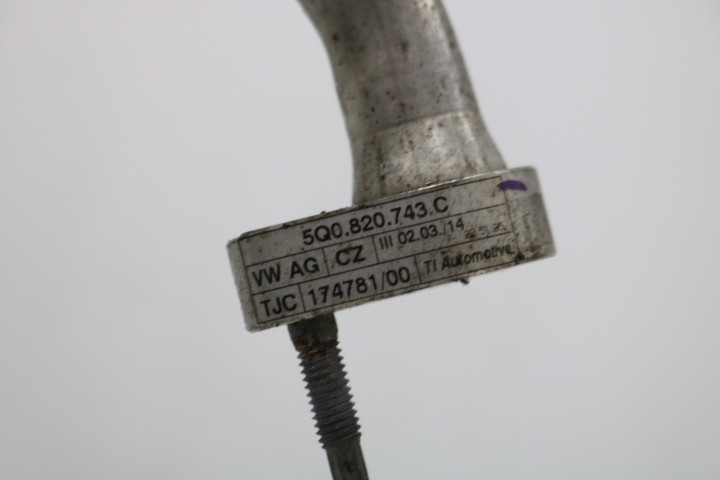 5Q0.820.743.C
VW AG CZ III 02.03./14
TJC 174781/00 TI Automotive